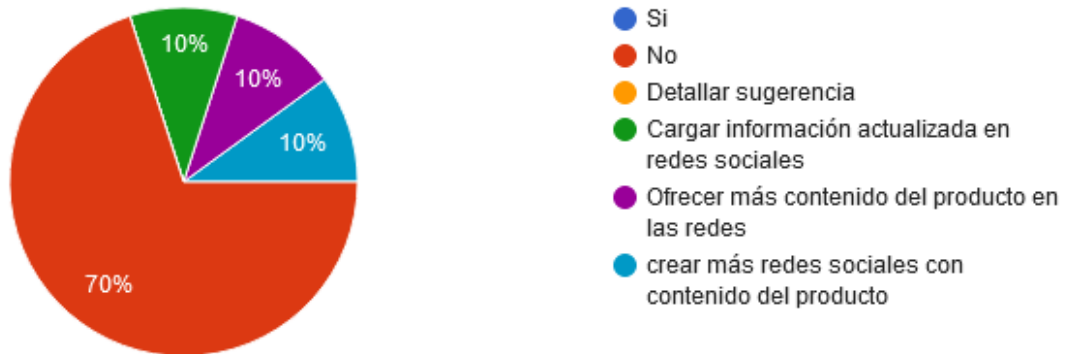 10%
10%
10%
70%
Si
No
Detallar sugerencia
Cargar información actualizada en
redes sociales
Ofrecer más contenido del producto en
las redes
crear más redes sociales con
contenido del producto